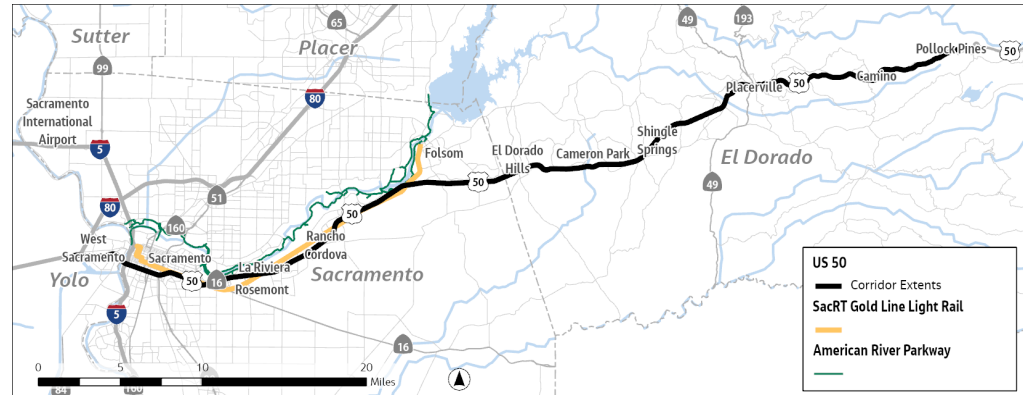 65
49
193
Sutter
Placer
99
Pollock Pines
50
Sacramento
International
Airport
80
50
Camino
Placerville
5
Shingle
Springs
Folsom
El Dorado
Hills
Cameron Park
El Dorado
50
49
80
51
50
160
West
Sacramento
Sacramento
Rancho
Cordova
La Riviera
Sacramento
Yolo
50
16
Rosemont
5
16
0
5
10
20
Miles
US 50
Corridor Extents
SacRT Gold Line Light Rail
American River Parkway